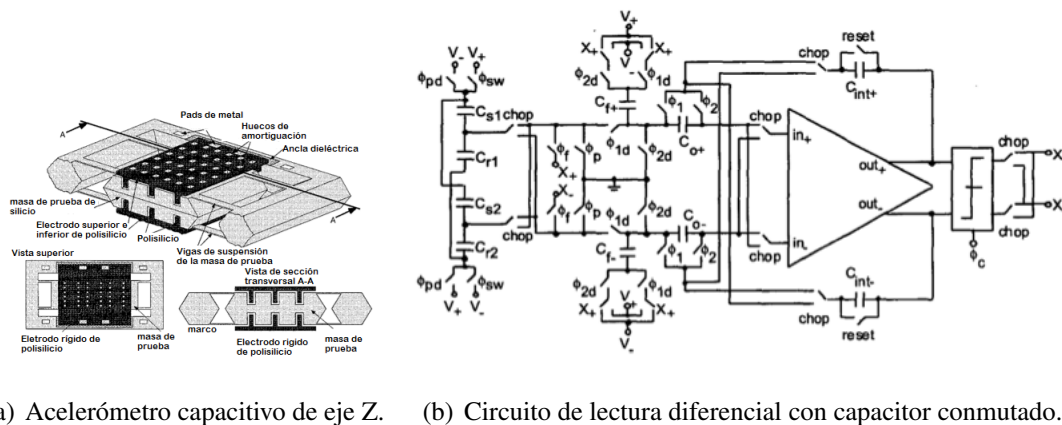 Pads de metal
Huecos de
amortiguación
Ancla dieléctrica
A
A
masa de prueba de
silicio
Electrodo superior e
inferior de polisilicio
Polisilicio
Vigas de suspensión
de la masa de prueba
Vista superior
Vista de sección
transversal A-A
Eletrodo rígido de
polisilicio
masa de
prueba
marco
Electrodo rígido
de polisilicio
masa de
prueba
V- V+
ϕpd ϕsw
Cs1
chop
Cr1
Cs2
chop
Cr2
ϕpd ϕsw
V+ V-
V+
X+ X+
V-
ϕ2d ϕ1d
Cf+
ϕ1 ϕ2
Co+
ϕf ϕp ϕ1d ϕ2d
X+
X-
ϕf ϕp ϕ1d ϕ2d
Co-
Cf-
ϕ1 ϕ2
ϕ2d ϕ1d
X+ V+ X+
V-
chop
in+
out+
out-
in-
chop
reset
chop
Cint+
chop
X
X
chop
ϕc
Cint-
chop
reset
a) Acelerómetro capacitivo de eje Z.
(b) Circuito de lectura diferencial con capacitor conmutado.